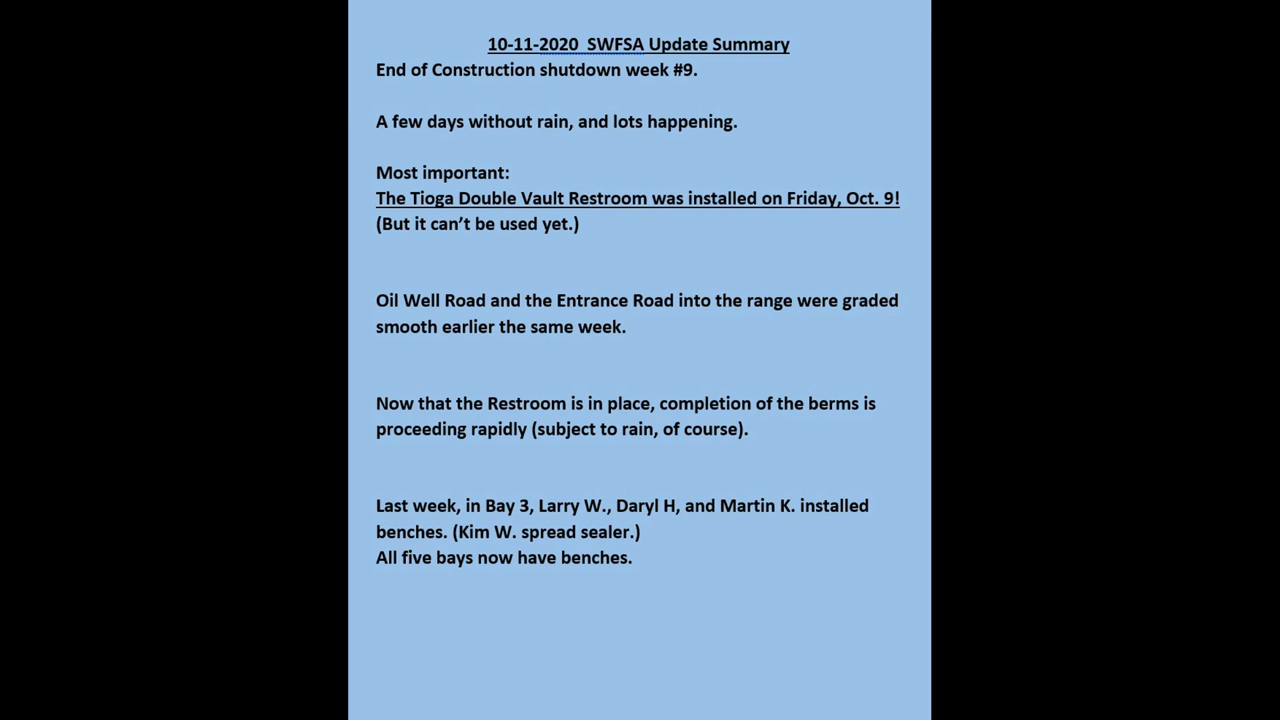 10-11-2020  SWFSA Update Summary
End of Construction shutdown week #9.
A few days without rain, and lots happening.
Most important:
The Tioga Double Vault Restroom was installed on Friday, Oct. 9!
(But it can’t be used yet.)
Oil Well Road and the Entrance Road into the range were graded
smooth earlier the same week.
Now that the Restroom is in place, completion of the berms is
proceeding rapidly (subject to rain, of course).
Last week, in Bay 3, Larry W., Daryl H, and Martin K. installed
benches. (Kim W. spread sealer.)
All five bays now have benches.